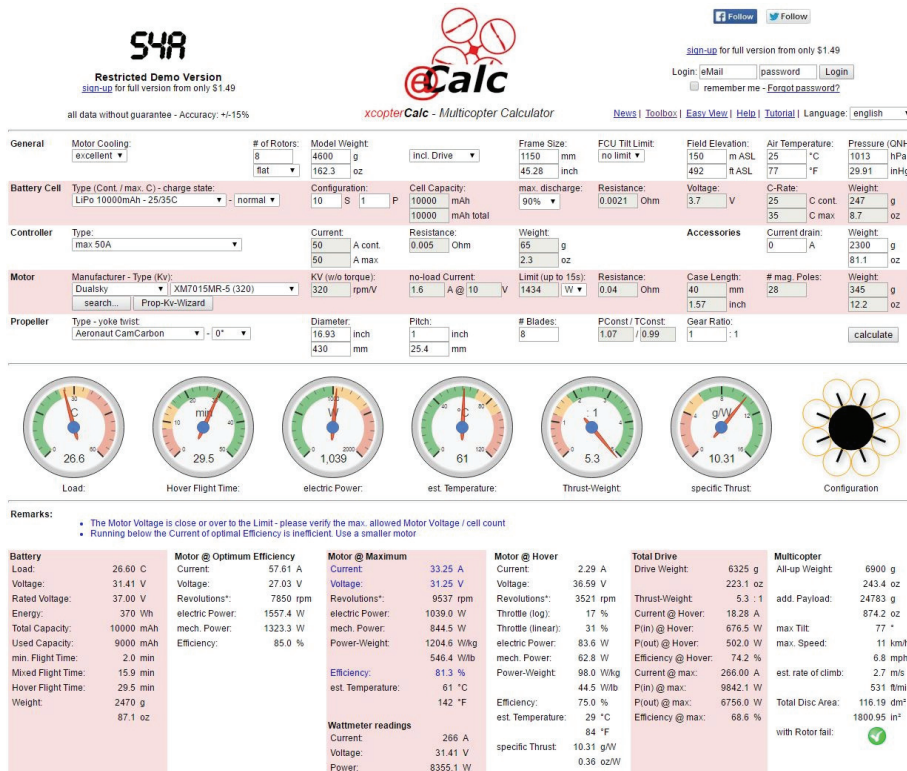 Follow Follow
S4A
Restricted Demo Version
sign-up for full version from only $1.49
all data without guarantee - Accuracy: +/-15%
eCalc
xcopterCalc - Multicopter Calculator
sign-up for full version from only $1.49
Login: eMail password Login
remember me - Forgot password?
News | Toolbox | Easy View | Help | Tutorial | Language: english
General Motor Cooling: # of Rotors: Model Weight: Frame Size: FCU Tilt Limit: Field Elevation: Air Temperature: Pressure (QNH
excellent 8 4600 g incl. Drive 1150 mm no limit 150 m ASL 25 °C 1013 hPa
flat 162.3 oz 45.28 inch 492 ft ASL 77 °F 29.91 inHg
Battery Cell Type (Cont. / max. C) - charge state: Configuration: Cell Capacity: max. discharge: Resistance: Voltage: C-Rate: Weight:
LiPo 10000mAh - 25/35C - normal 10 S 1 P 10000 mAh 90% 0.0021 Ohm 3.7 V 25 C cont. 247 g
10000 mAh total 35 C max 8.7 oz
Controller Type: Current: Resistance: Weight: Accessories Current drain: Weight:
max 50A 50 A cont. 0.005 Ohm 65 g 0 A 2300 g
50 A max 2.3 oz 81.1 oz
Motor Manufacturer - Type (Kv): KV (w/o torque): no-load Current: Limit (up to 15s): Resistance: Case Length: # mag. Poles: Weight:
Dualsky - XM7015MR-5 (320) 320 rpm/V 1.6 A @ 10 V 1434 W 0.04 Ohm 40 mm 28 345 g
search... Prop-Kv-Wizard 1.57 inch 12.2 oz
Propeller Type - yoke twist: Diameter: Pitch: # Blades: PConst / TConst: Gear Ratio:
Aeronaut CamCarbon - 0° 16.93 inch 1 inch 8 1.07 / 0.99 1 : 1 calculate
430 mm 25.4 mm
C min W °C : 1 g/W
26.6 29.5 1,039 61 5.3 10.31
Load: Hover Flight Time: electric Power: est. Temperature: Thrust-Weight: specific Thrust: Configuration
Remarks:
• The Motor Voltage is close or over to the Limit - please verify the max. allowed Motor Voltage / cell count
• Running below the Current of optimal Efficiency is inefficient. Use a smaller motor
Battery
Load: 26.60 C
Voltage: 31.41 V
Rated Voltage: 37.00 V
Energy: 370 Wh
Total Capacity: 10000 mAh
Used Capacity: 9000 mAh
min. Flight Time: 2.0 min
Mixed Flight Time: 15.9 min
Hover Flight Time: 29.5 min
Weight: 2470 g
87.1 oz
Motor @ Optimum Efficiency
Current: 57.61 A
Voltage: 27.03 V
Revolutions*: 7850 rpm
electric Power: 1557.4 W
mech. Power: 1323.3 W
Efficiency: 85.0 %
Motor @ Maximum
Current: 33.25 A
Voltage: 31.25 V
Revolutions*: 9537 rpm
electric Power: 1039.0 W
mech. Power: 844.5 W
Power-Weight: 1204.6 W/kg
546.4 W/lb
Efficiency: 81.3 %
est. Temperature: 61 °C
142 °F
Wattmeter readings
Current: 266 A
Voltage: 31.41 V
Power: 8355.1 W
Motor @ Hover
Current: 2.29 A
Voltage: 36.59 V
Revolutions*: 3521 rpm
Throttle (log): 17 %
Throttle (linear): 31 %
electric Power: 83.6 W
mech. Power: 62.8 W
Power-Weight: 98.0 W/kg
44.5 W/lb
Efficiency: 75.0 %
est. Temperature: 29 °C
84 °F
specific Thrust: 10.31 g/W
0.36 oz/W
Total Drive
Drive Weight: 6325 g
223.1 oz
Thrust-Weight: 5.3 : 1
Current @ Hover: 18.28 A
P(in) @ Hover: 676.5 W
P(out) @ Hover: 502.0 W
Efficiency @ Hover: 74.2 %
Current @ max: 266.00 A
P(in) @ max: 9842.1 W
P(out) @ max: 6756.0 W
Efficiency @ max: 68.6 %
Multicopter
All-up Weight: 6900 g
243.4 oz
add. Payload: 24783 g
874.2 oz
max Tilt: 77 °
max. Speed: 11 km/h
6.8 mph
est. rate of climb: 2.7 m/s
531 ft/mi
Total Disc Area: 116.19 dm²
1800.95 in²
with Rotor fail: